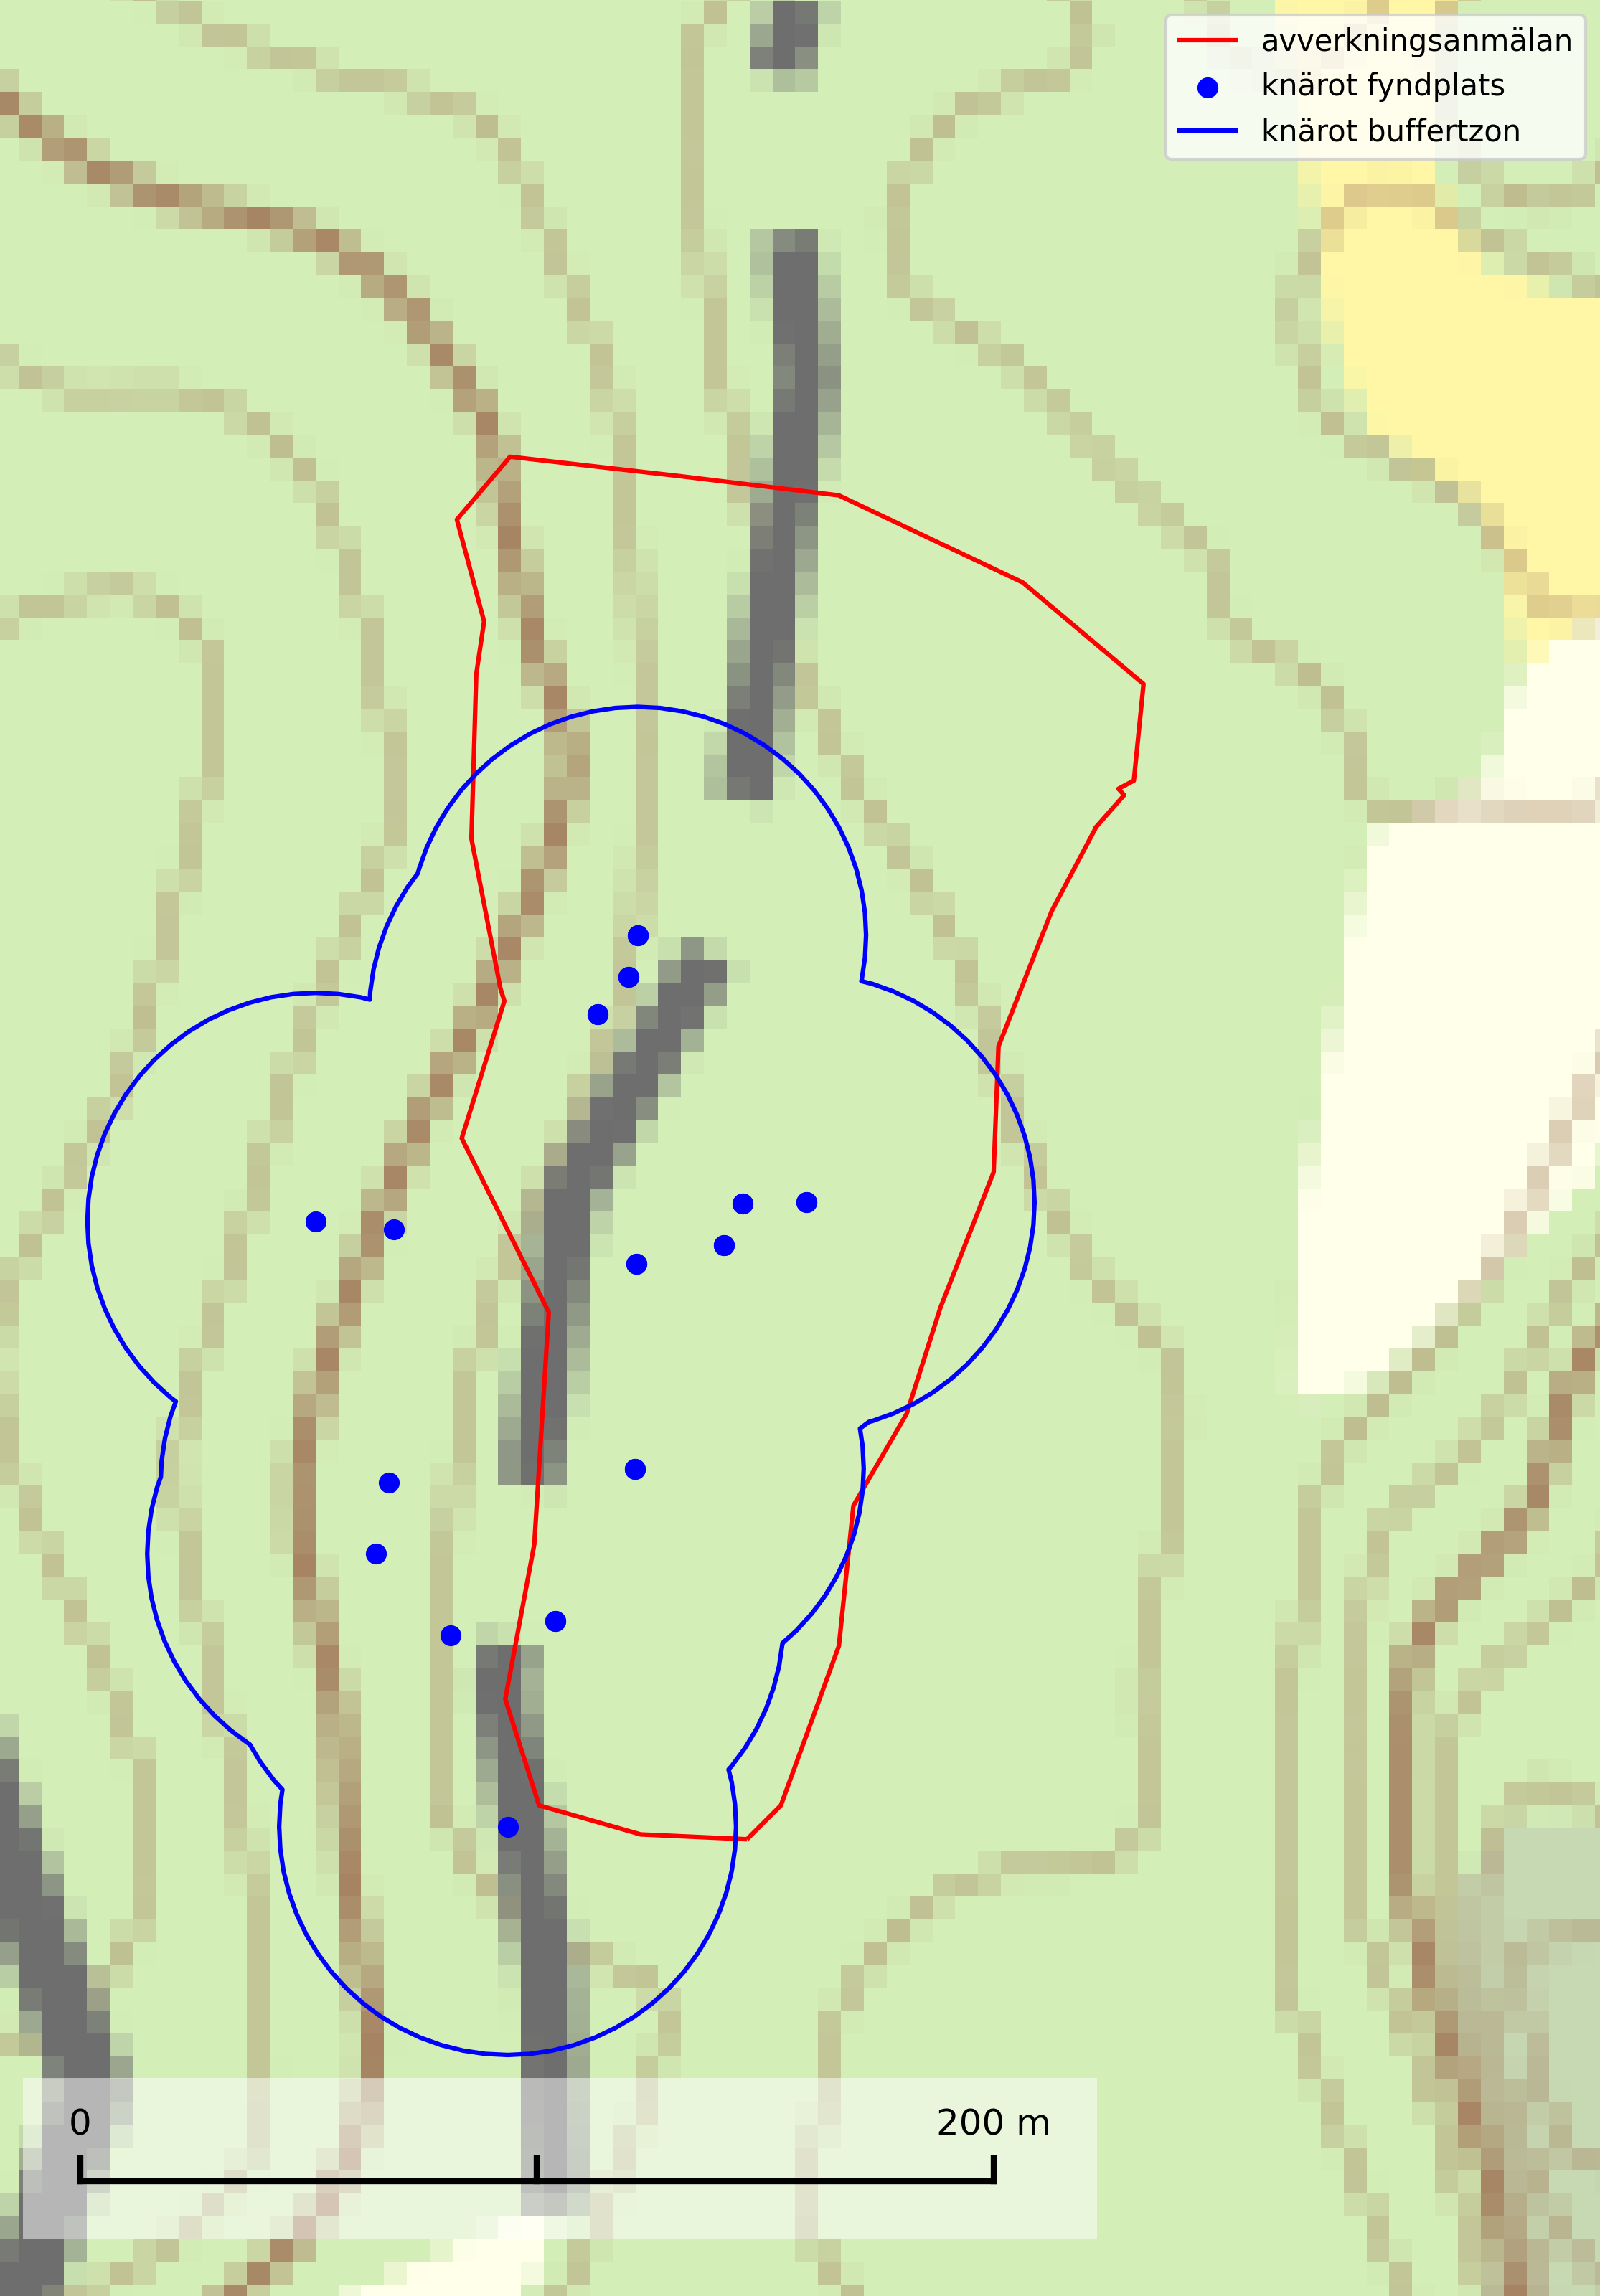 avverkningsanmälan
knärot fyndplats
knärot buffertzon
0
200 m